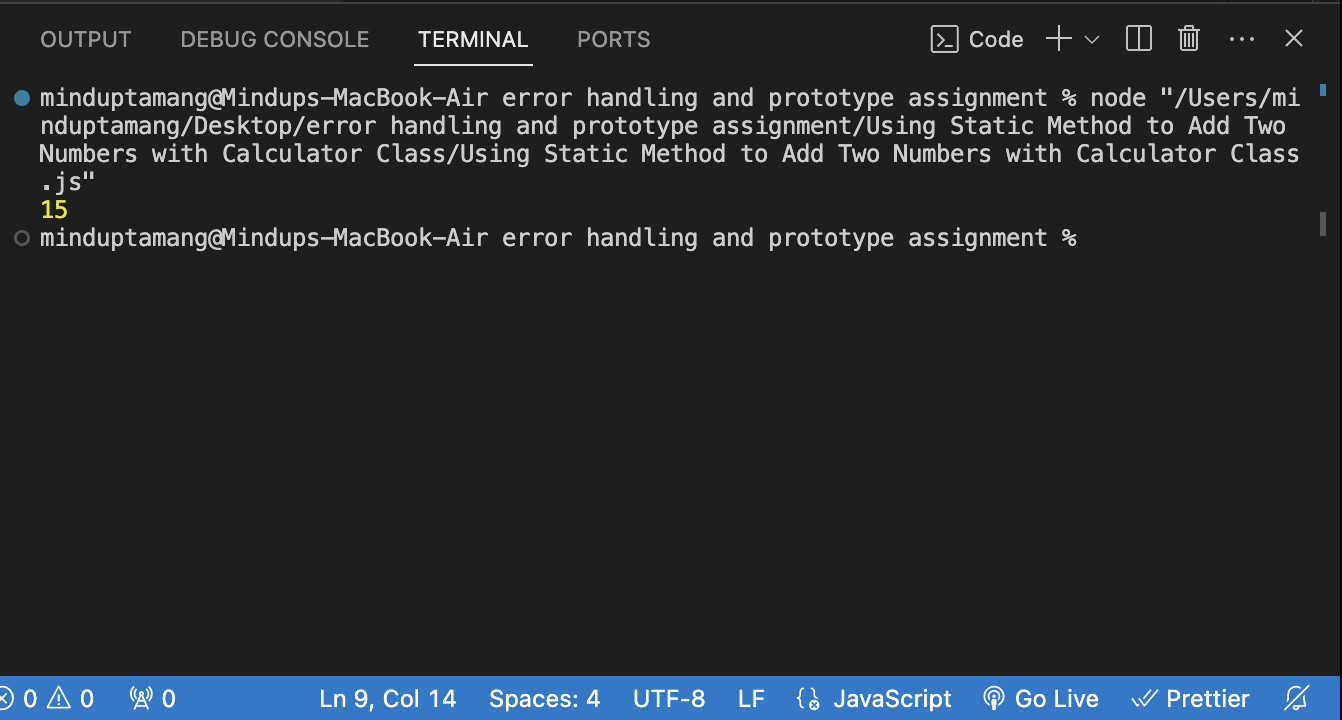 OUTPUT DEBUG CONSOLE TERMINAL PORTS Code
minduptamang@Mindups-MacBook-Air error handling and prototype assignment % node "/Users/mi
nduptamang/Desktop/error handling and prototype assignment/Using Static Method to Add Two
Numbers with Calculator Class/Using Static Method to Add Two Numbers with Calculator Class
.js"
15
minduptamang@Mindups-MacBook-Air error handling and prototype assignment %
0 0 0 Ln 9, Col 14 Spaces: 4 UTF-8 LF JavaScript Go Live Prettier